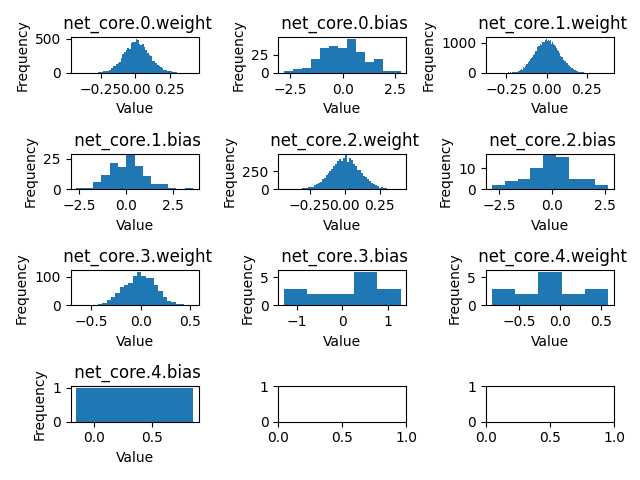 net_core.0.weight
net_core.0.bias
net_core.1.weight
Frequency
500
0
−0.25 0.00 0.25
Value
Frequency
25
0
−2.5 0.0 2.5
Value
Frequency
1000
0
−0.25 0.00 0.25
Value
net_core.1.bias
net_core.2.weight
net_core.2.bias
Frequency
25
0
−2.5 0.0 2.5
Value
Frequency
250
0
−0.25 0.00 0.25
Value
Frequency
10
0
−2.5 0.0 2.5
Value
net_core.3.weight
net_core.3.bias
net_core.4.weight
Frequency
100
0
−0.5 0.0 0.5
Value
Frequency
5
0
−1 0 1
Value
Frequency
5
0
−0.5 0.0 0.5
Value
net_core.4.bias
Frequency
1
0
0.0 0.5
Value
1
0
0.0 0.5 1.0
1
0
0.0 0.5 1.0